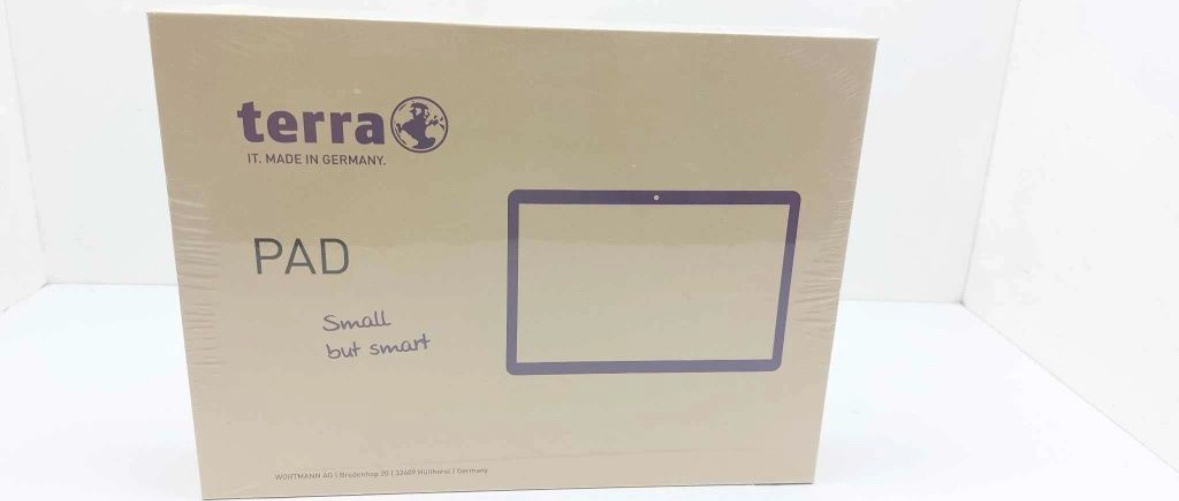 terra
IT. MADE IN GERMANY.
PAD
Small
but smart
WORTMANN AG | Bredenhop 20 | 32609 Hüllhorst | Germany